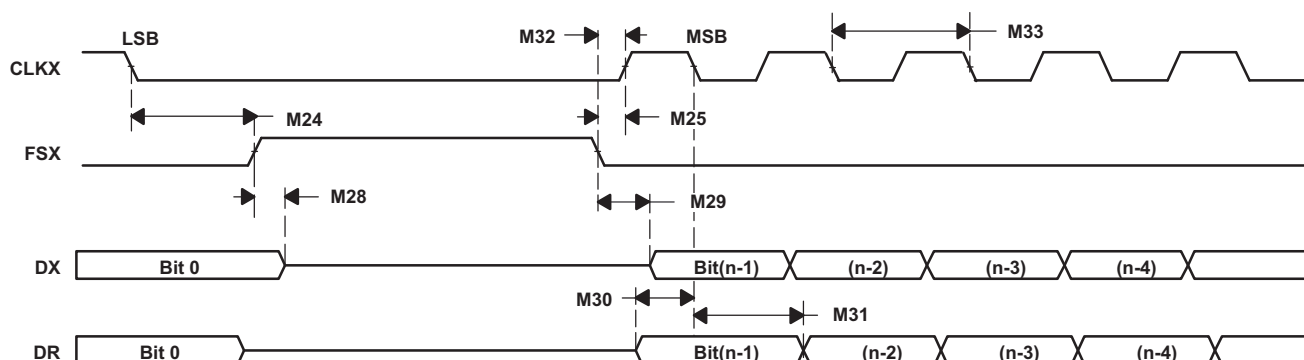 LSB
M32
MSB
M33
CLKX
M24
M25
FSX
M28
M29
DX
Bit 0
Bit(n-1)
(n-2)
(n-3)
(n-4)
M30
M31
DR
Bit 0
Bit(n-1)
(n-2)
(n-3)
(n-4)